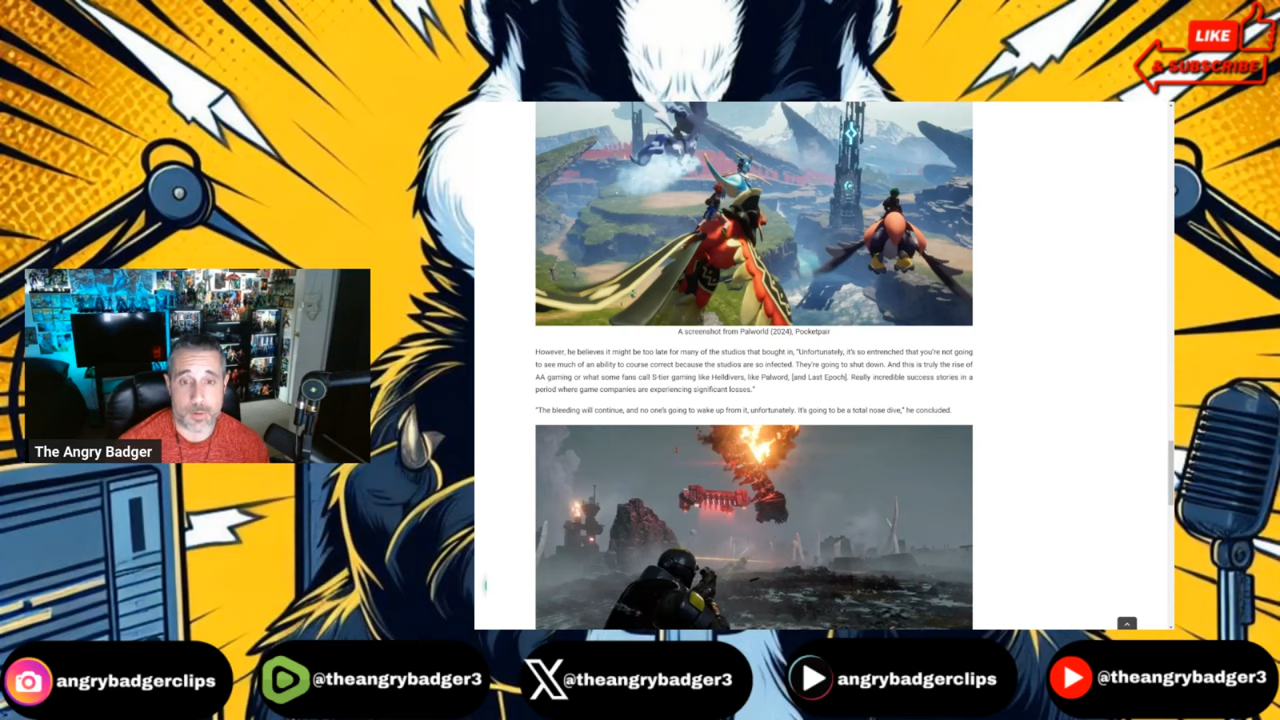 LIKE
& SUBSCRIBE
A screenshot from Palworld (2024), Pocketpair
However, he believes it might be too late for many of the studios that bought in, "Unfortunately, it's so entrenched that you're not going
to see much of an ability to course correct because the studios are so infected. They're going to shut down. And this is truly the rise of
AA gaming or what some fans call S-tier gaming like Helldivers, like Palword, [and Last Epoch]. Really incredible success stories in a
period where game companies are experiencing significant losses."
"The bleeding will continue, and no one's going to wake up from it, unfortunately. It's going to be a total nose dive," he concluded.
The Angry Badger
angrybadgerclips
@theangrybadger3
@theangrybadger3
angrybadgerclips
@theangrybadger3